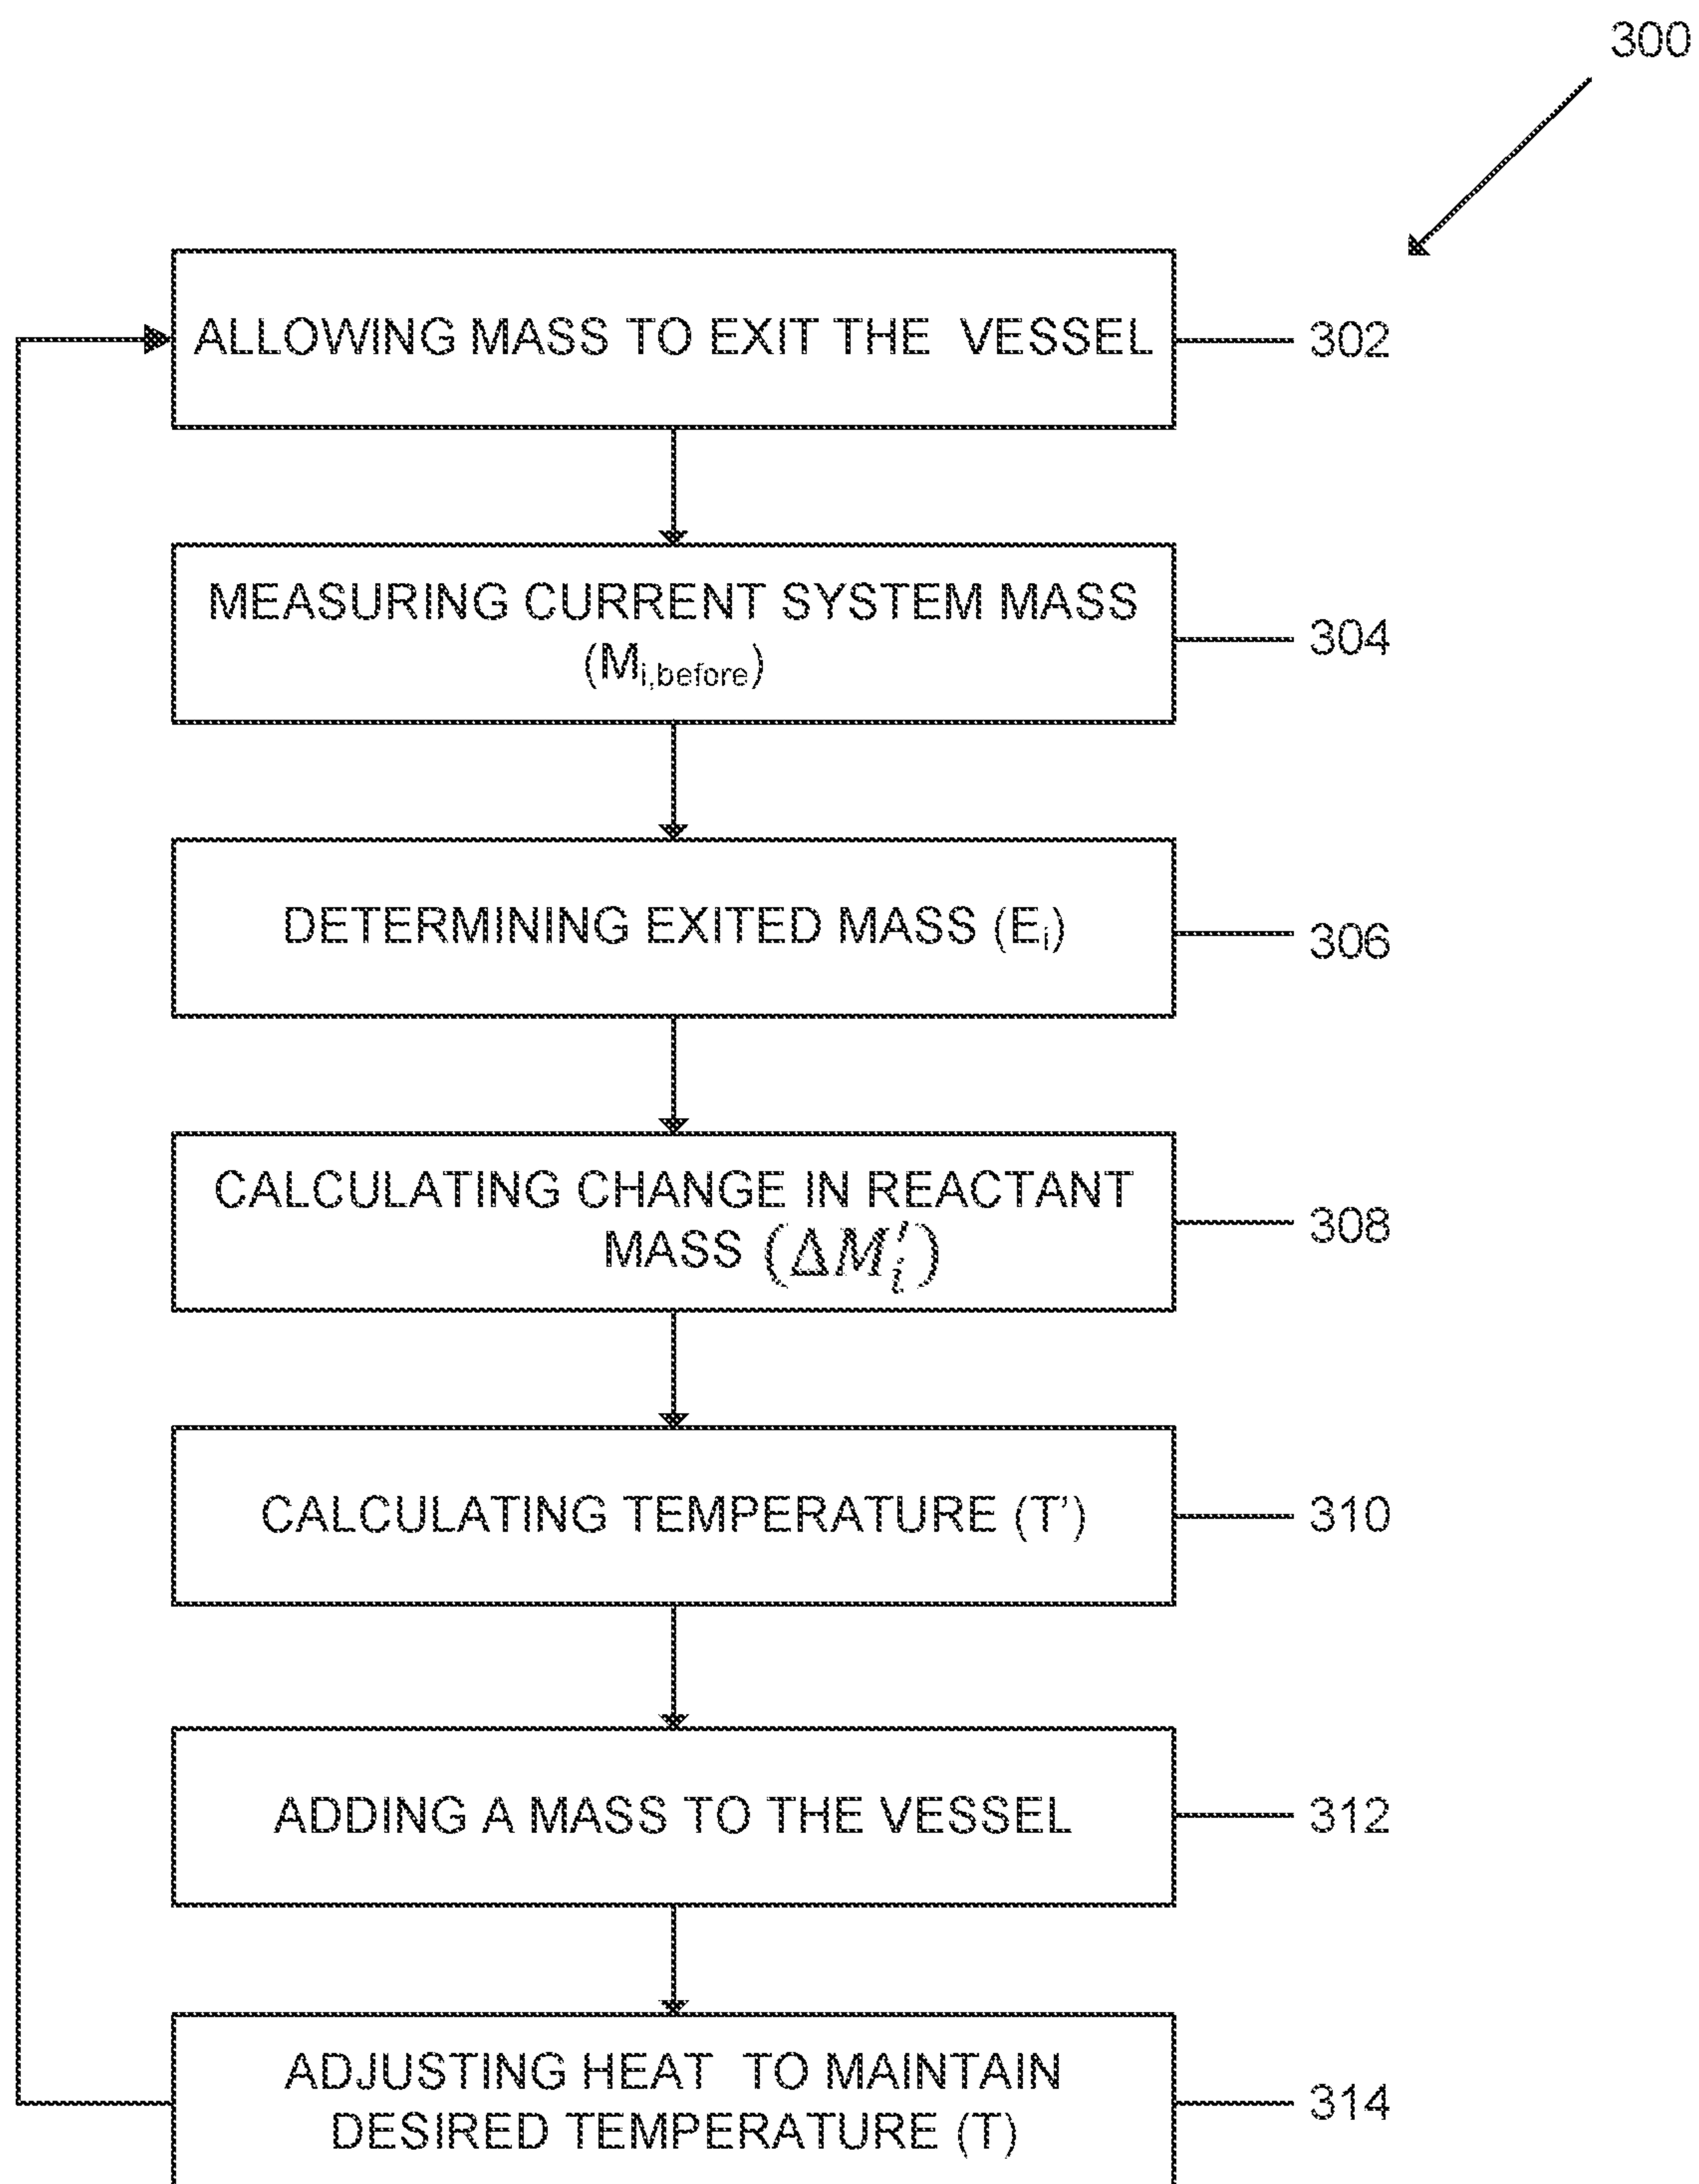 300
ALLOWING MASS TO EXIT THE VESSEL
302
MEASURING CURRENT SYSTEM MASS
(Mi,before)
304
DETERMINING EXITED MASS (Ei)
306
CALCULATING CHANGE IN REACTANT
MASS (ΔM′i)
308
CALCULATING TEMPERATURE (T’)
310
ADDING A MASS TO THE VESSEL
312
ADJUSTING HEAT TO MAINTAIN
DESIRED TEMPERATURE (T)
314